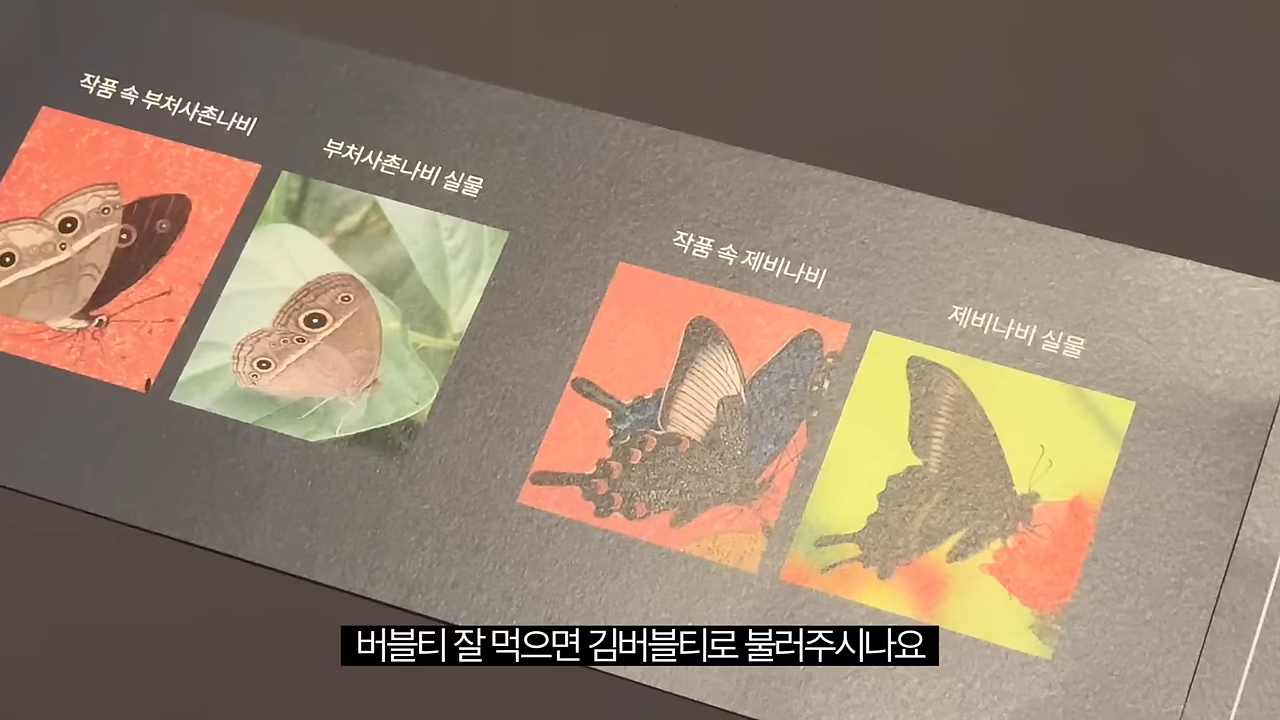 작품 속 부처사촌나비
부처사촌나비 실물
작품 속 제비나비
제비나비 실물
버블티 잘 먹으면 김버블티로 불러주시나요